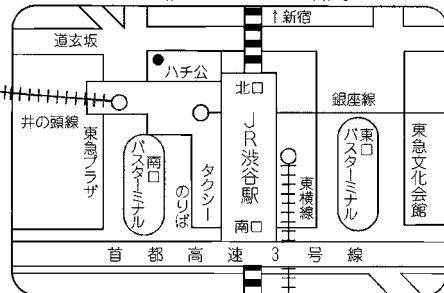 ↑新宿
道玄坂
ハチ公
北口
銀座線
井の頭線
東急プラザ
南口
バスターミナル
タクシー
のりば
JR渋谷駅
南口
東横線
東口
バスターミナル
東急文化会館
首都高速3号線